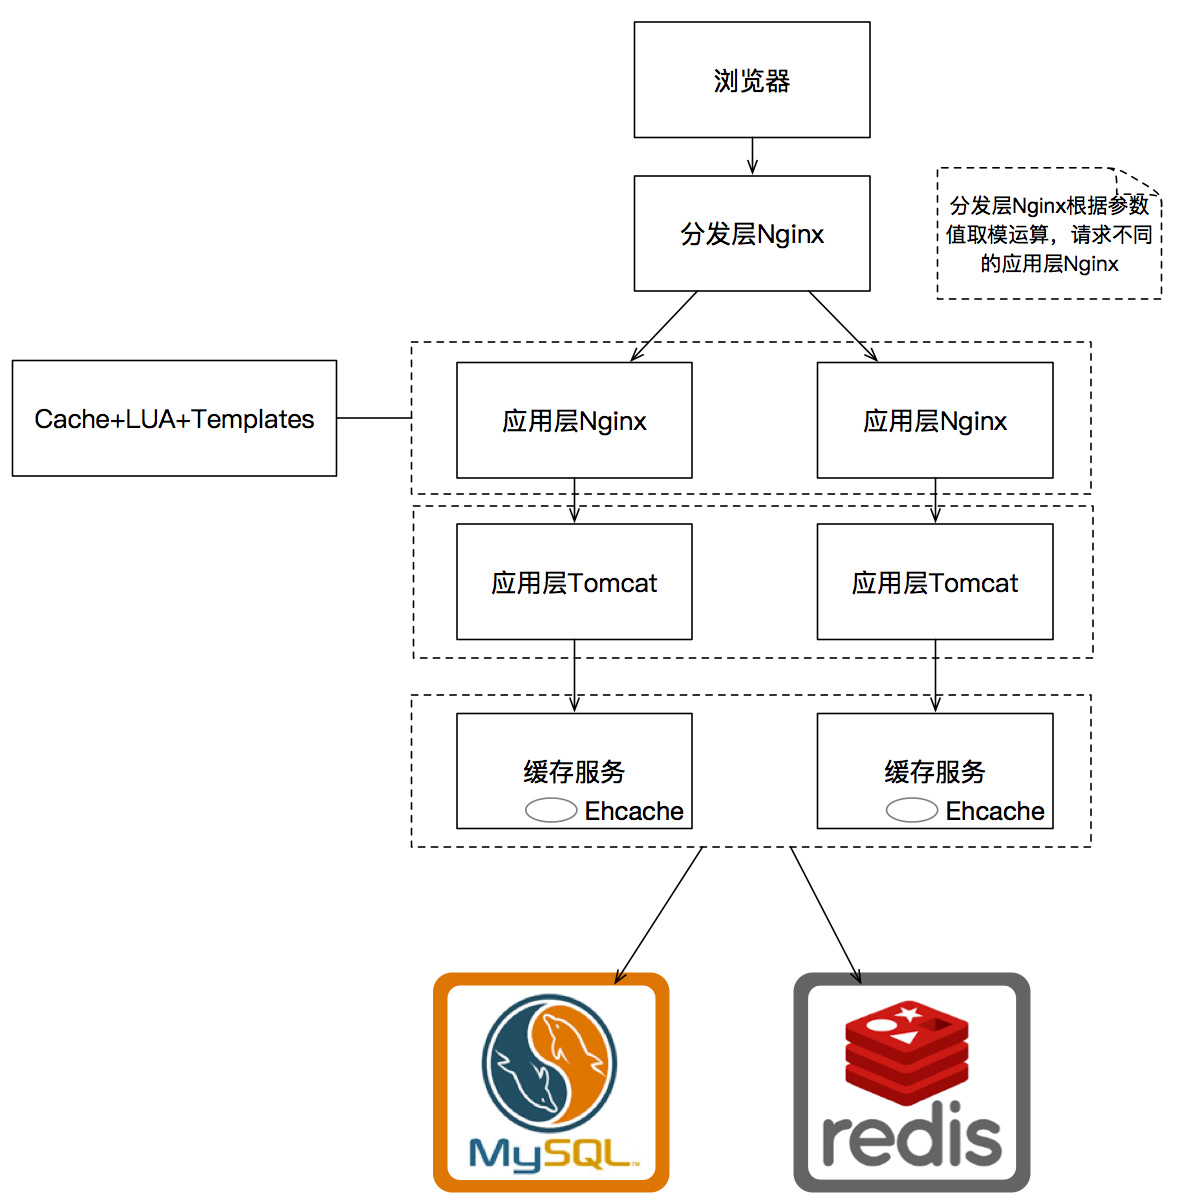 浏览器
分发层Nginx
分发层Nginx根据参数
值取模运算，请求不同
的应用层Nginx
Cache+LUA+Templates
应用层Nginx
应用层Nginx
应用层Tomcat
应用层Tomcat
缓存服务
Ehcache
缓存服务
Ehcache
MySQL™
redis